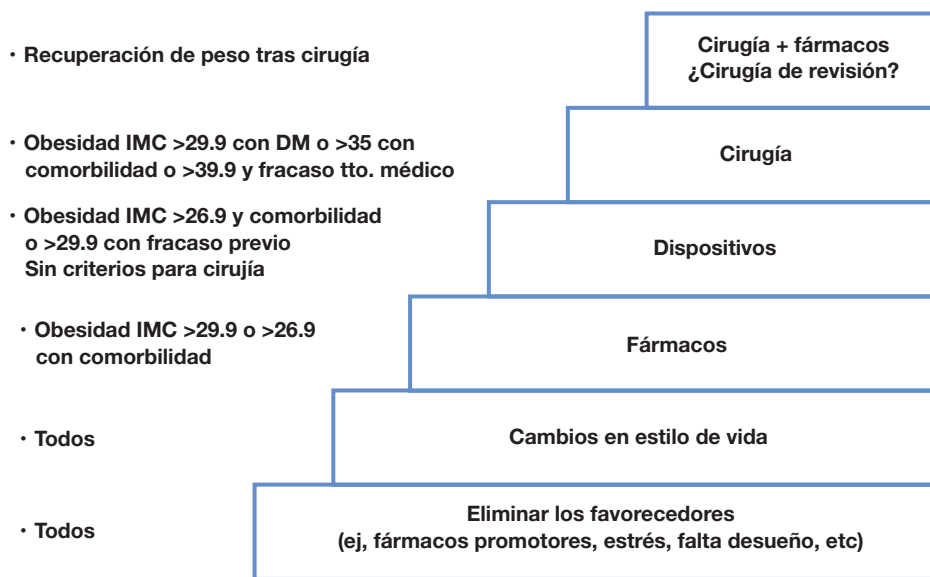 · Recuperación de peso tras cirugía
Cirugía + fármacos
¿Cirugía de revisión?
· Obesidad IMC >29.9 con DM o >35 con
comorbilidad o >39.9 y fracaso tto. médico
Cirugía
· Obesidad IMC >26.9 y comorbilidad
o >29.9 con fracaso previo
Sin criterios para cirujía
Dispositivos
· Obesidad IMC >29.9 o >26.9
con comorbilidad
Fármacos
· Todos
Cambios en estilo de vida
· Todos
Eliminar los favorecedores
(ej, fármacos promotores, estrés, falta desueño, etc)